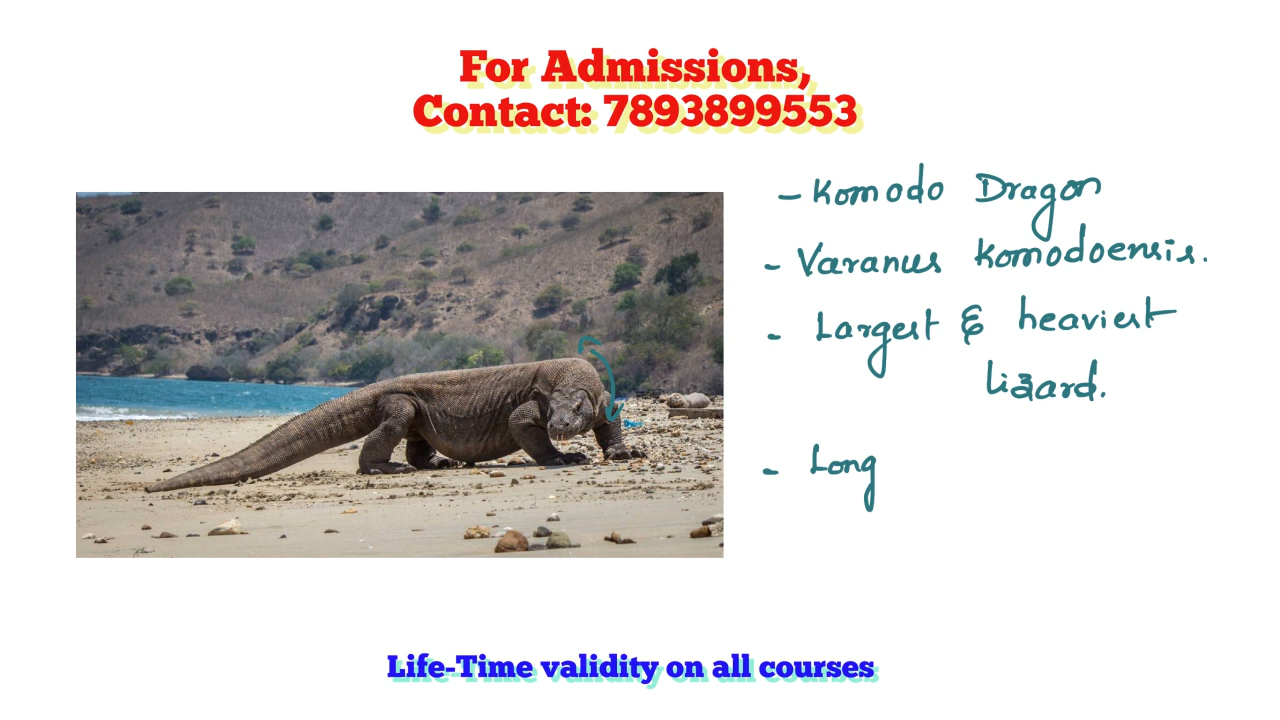 For Admissions,
Contact: 7893899553
- Komodo Dragon
- Varanus komodoensis.
- Largest & heaviest
lizard.
- Long
Life-Time validity on all courses